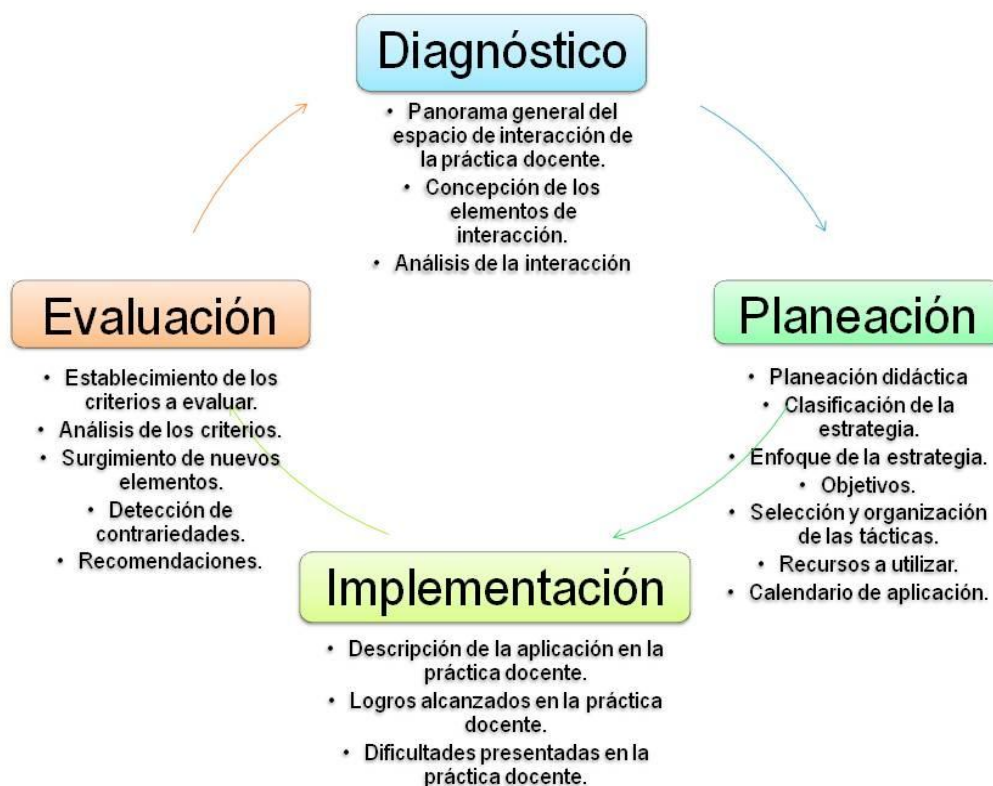 Diagnóstico
• Panorama general del
espacio de interacción de
la práctica docente.
• Concepción de los
elementos de
interacción.
• Análisis de la interacción
Planeación
• Planeación didáctica
• Clasificación de la
estrategia.
• Enfoque de la estrategia.
• Objetivos.
• Selección y organización
de las tácticas.
• Recursos a utilizar.
• Calendario de aplicación.
Implementación
• Descripción de la aplicación en la
práctica docente.
• Logros alcanzados en la práctica
docente.
• Dificultades presentadas en la
práctica docente.
Evaluación
• Establecimiento de los
criterios a evaluar.
• Análisis de los criterios.
• Surgimiento de nuevos
elementos.
• Detección de
contrariedades.
• Recomendaciones.